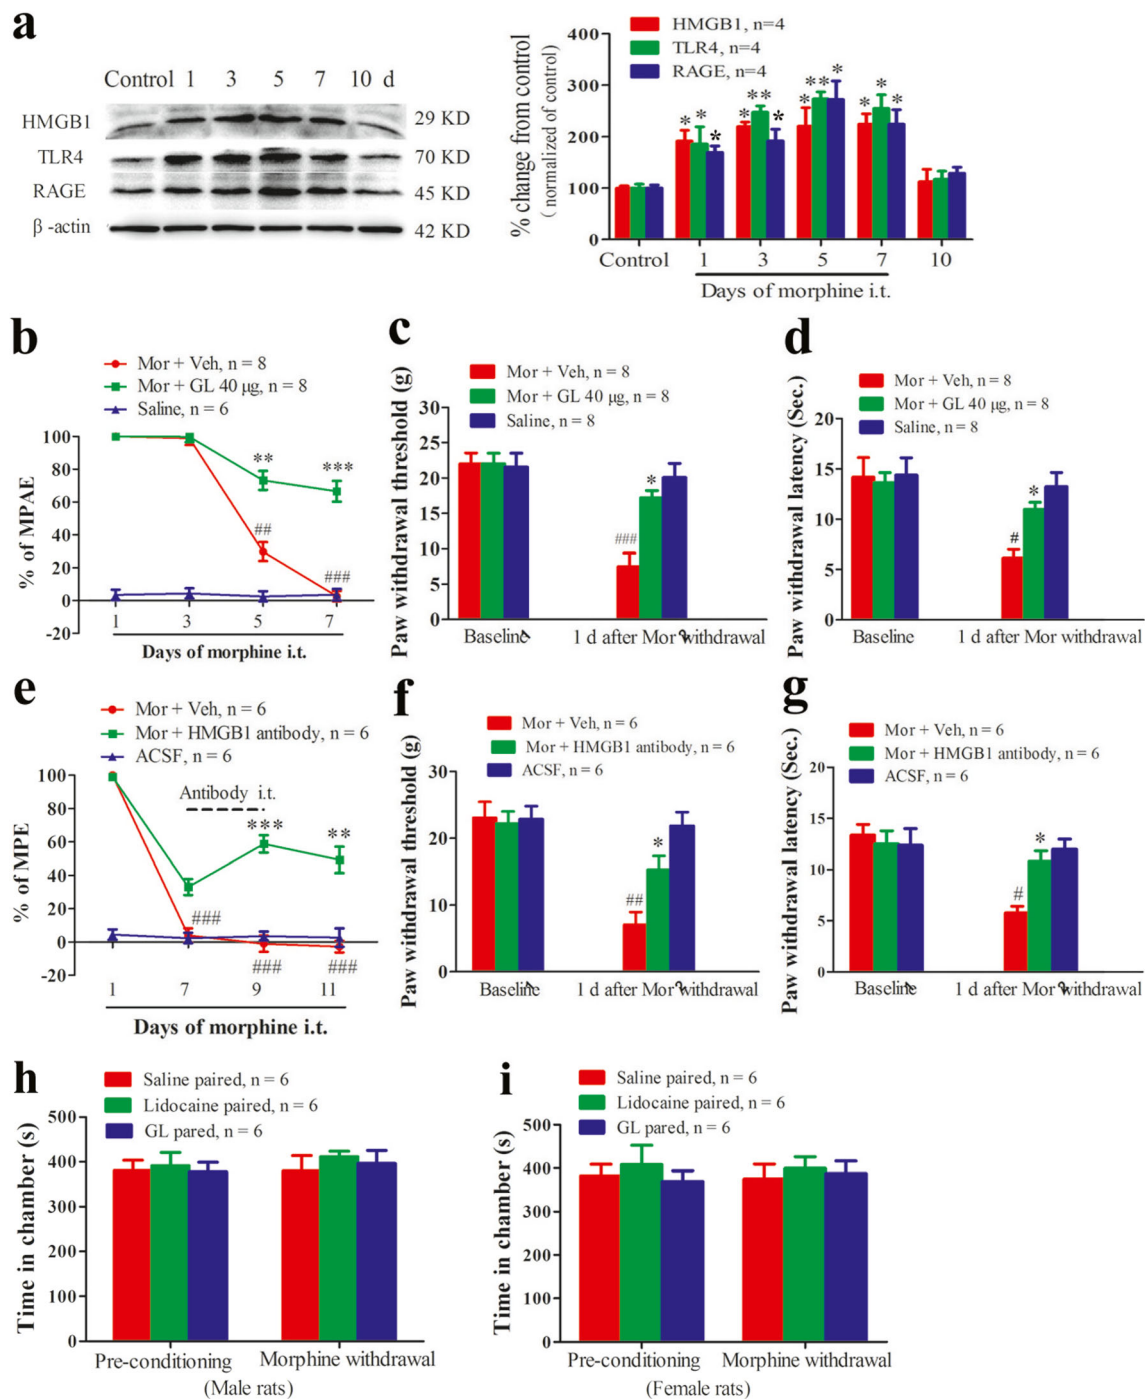 a
Control 1 3 5 7 10 d
HMGB1 29 KD
TLR4 70 KD
RAGE 45 KD
β-actin 42 KD
HMGB1, n=4
TLR4, n=4
RAGE, n=4
% change from control
( normalized of control)
400
300
200
100
0
* * *
* ** *
* ** *
* * *
Control 1 3 5 7 10
Days of morphine i.t.
b
Mor + Veh, n = 8
Mor + GL 40 μg, n = 8
Saline, n = 6
% of MPAE
100
80
60
40
20
0
-20
** ***
## ###
1 3 5 7
Days of morphine i.t.
c
Mor + Veh, n = 8
Mor + GL 40 μg, n = 8
Saline, n = 8
Paw withdrawal threshold (g)
30
25
20
15
10
5
0
### *
Baseline 1 d after Mor withdrawal
d
Mor + Veh, n = 8
Mor + GL 40 μg, n = 8
Saline, n = 8
Paw withdrawal latency (Sec.)
20
15
10
5
0
# *
Baseline 1 d after Mor withdrawal
e
Mor + Veh, n = 6
Mor + HMGB1 antibody, n = 6
ACSF, n = 6
% of MPE
100
80
60
40
20
0
-20
Antibody i.t.
*** **
###
### ###
1 7 9 11
Days of morphine i.t.
f
Mor + Veh, n = 6
Mor + HMGB1 antibody, n = 6
ACSF, n = 6
Paw withdrawal threshold (g)
30
20
10
0
## *
Baseline 1 d after Mor withdrawal
g
Mor + Veh, n = 6
Mor + HMGB1 antibody, n = 6
ACSF, n = 6
Paw withdrawal latency (Sec.)
20
15
10
5
0
# *
Baseline 1 d after Mor withdrawal
h
Saline paired, n = 6
Lidocaine paired, n = 6
GL pared, n = 6
Time in chamber (s)
500
400
300
200
100
0
Pre-conditioning Morphine withdrawal
(Male rats)
i
Saline paired, n = 6
Lidocaine paired, n = 6
GL pared, n = 6
Time in chamber (s)
500
400
300
200
100
0
Pre-conditioning Morphine withdrawal
(Female rats)